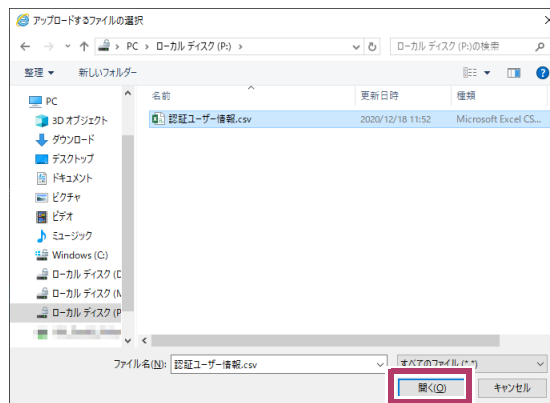 アップロードするファイルの選択
PC › ローカル ディスク (P:) ›
ローカル ディスク (P:)の検索
整理 新しいフォルダー
名前 更新日時 種類
認証ユーザー情報.csv 2020/12/18 11:52 Microsoft Excel CS...
PC
3D オブジェクト
ダウンロード
デスクトップ
ドキュメント
ピクチャ
ビデオ
ミュージック
Windows (C:)
ローカル ディスク (D
ローカル ディスク (M
ローカル ディスク (P
ファイル名(N): 認証ユーザー情報.csv
すべてのファイル (*.*)
開く(O) キャンセル